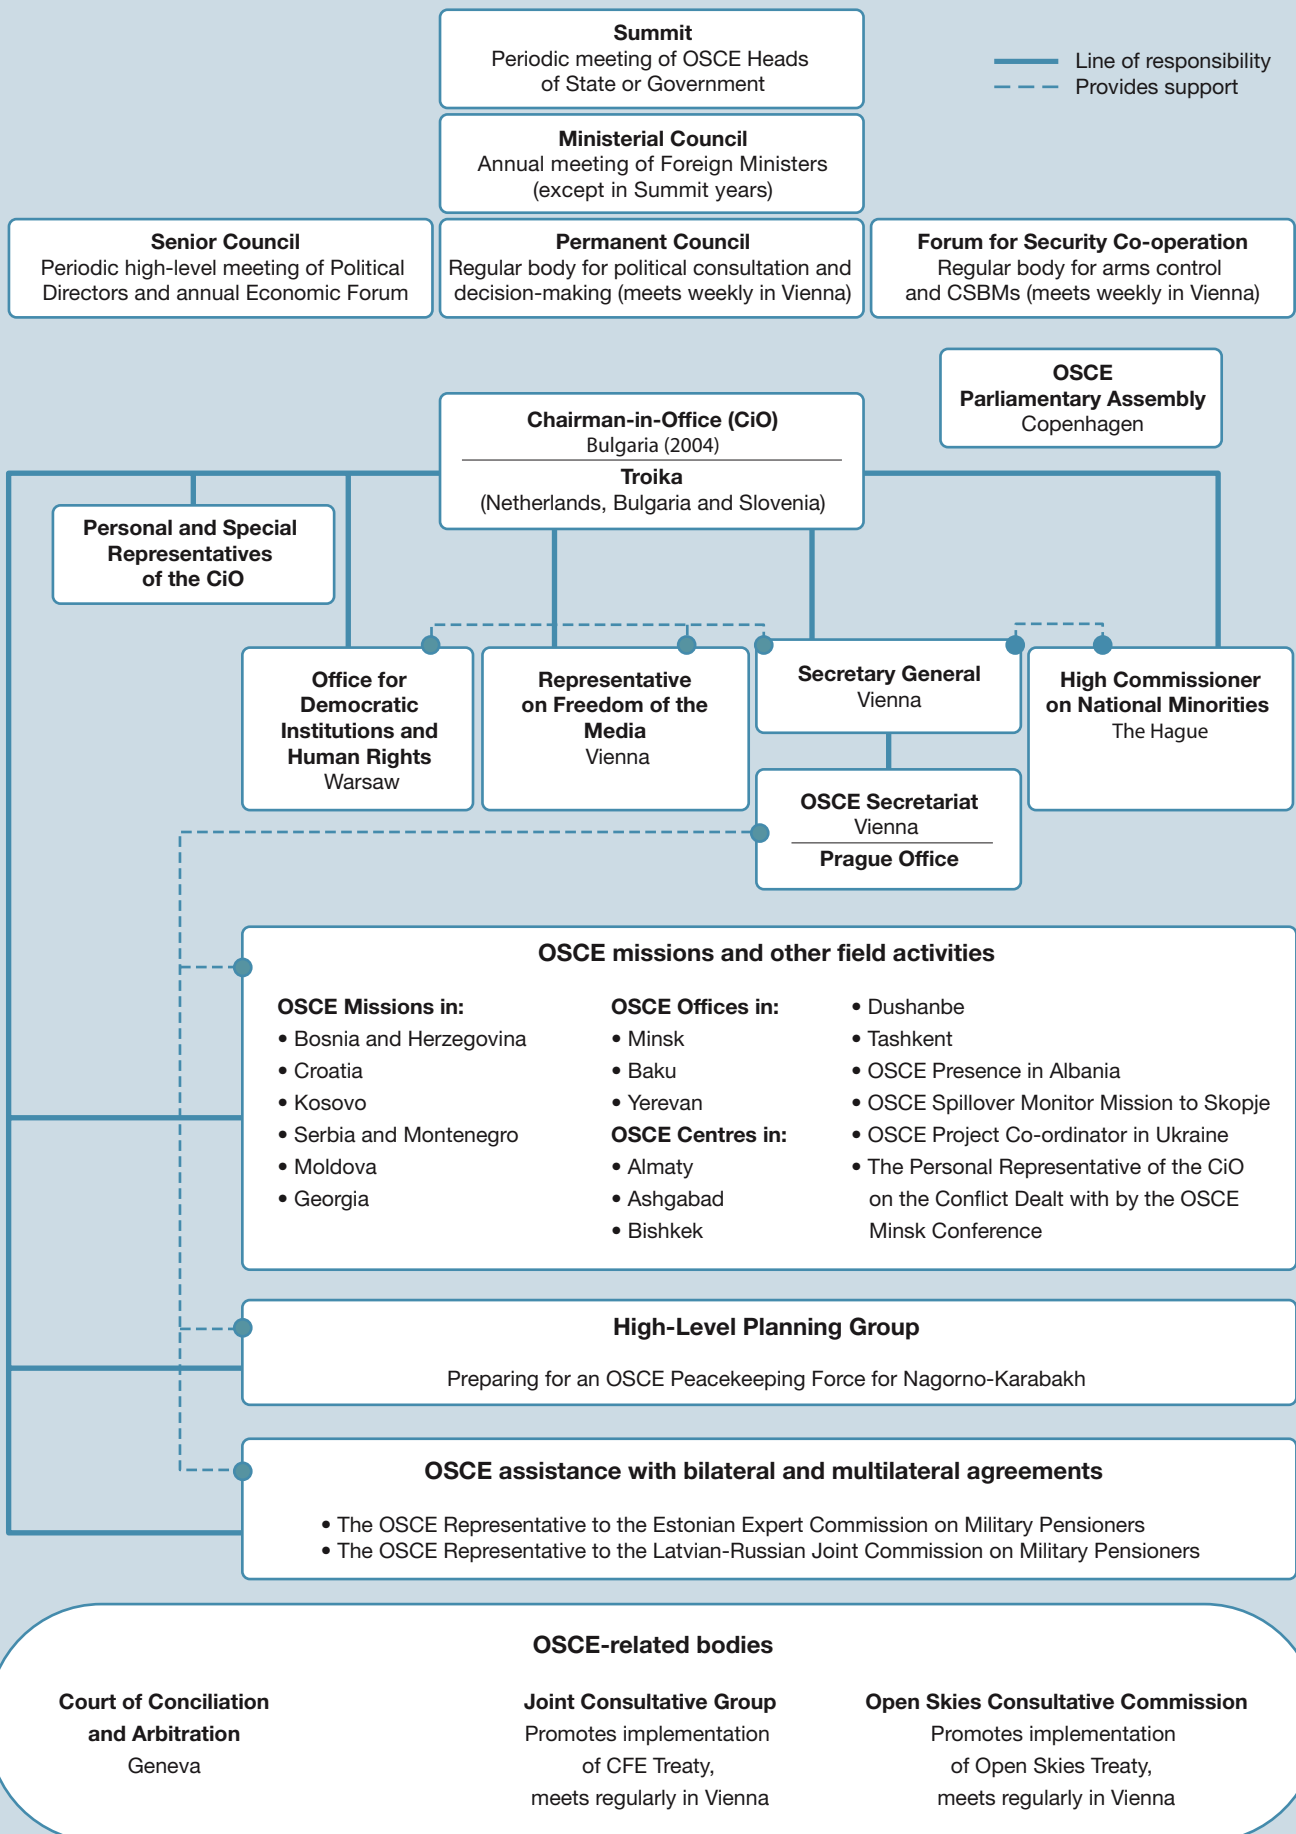 Summit
Periodic meeting of OSCE Heads
of State or Government
Line of responsibility
Provides support
Ministerial Council
Annual meeting of Foreign Ministers
(except in Summit years)
Senior Council
Periodic high-level meeting of Political
Directors and annual Economic Forum
Permanent Council
Regular body for political consultation and
decision-making (meets weekly in Vienna)
Forum for Security Co-operation
Regular body for arms control
and CSBMs (meets weekly in Vienna)
OSCE
Parliamentary Assembly
Copenhagen
Chairman-in-Office (CiO)
Bulgaria (2004)
Troika
(Netherlands, Bulgaria and Slovenia)
Personal and Special
Representatives
of the CiO
Office for
Democratic
Institutions and
Human Rights
Warsaw
Representative
on Freedom of the
Media
Vienna
Secretary General
Vienna
High Commissioner
on National Minorities
The Hague
OSCE Secretariat
Vienna
Prague Office
OSCE missions and other field activities
OSCE Missions in:
• Bosnia and Herzegovina
• Croatia
• Kosovo
• Serbia and Montenegro
• Moldova
• Georgia
OSCE Offices in:
• Minsk
• Baku
• Yerevan
OSCE Centres in:
• Almaty
• Ashgabad
• Bishkek
• Dushanbe
• Tashkent
• OSCE Presence in Albania
• OSCE Spillover Monitor Mission to Skopje
• OSCE Project Co-ordinator in Ukraine
• The Personal Representative of the CiO
on the Conflict Dealt with by the OSCE
Minsk Conference
High-Level Planning Group
Preparing for an OSCE Peacekeeping Force for Nagorno-Karabakh
OSCE assistance with bilateral and multilateral agreements
• The OSCE Representative to the Estonian Expert Commission on Military Pensioners
• The OSCE Representative to the Latvian-Russian Joint Commission on Military Pensioners
OSCE-related bodies
Court of Conciliation
and Arbitration
Geneva
Joint Consultative Group
Promotes implementation
of CFE Treaty,
meets regularly in Vienna
Open Skies Consultative Commission
Promotes implementation
of Open Skies Treaty,
meets regularly in Vienna